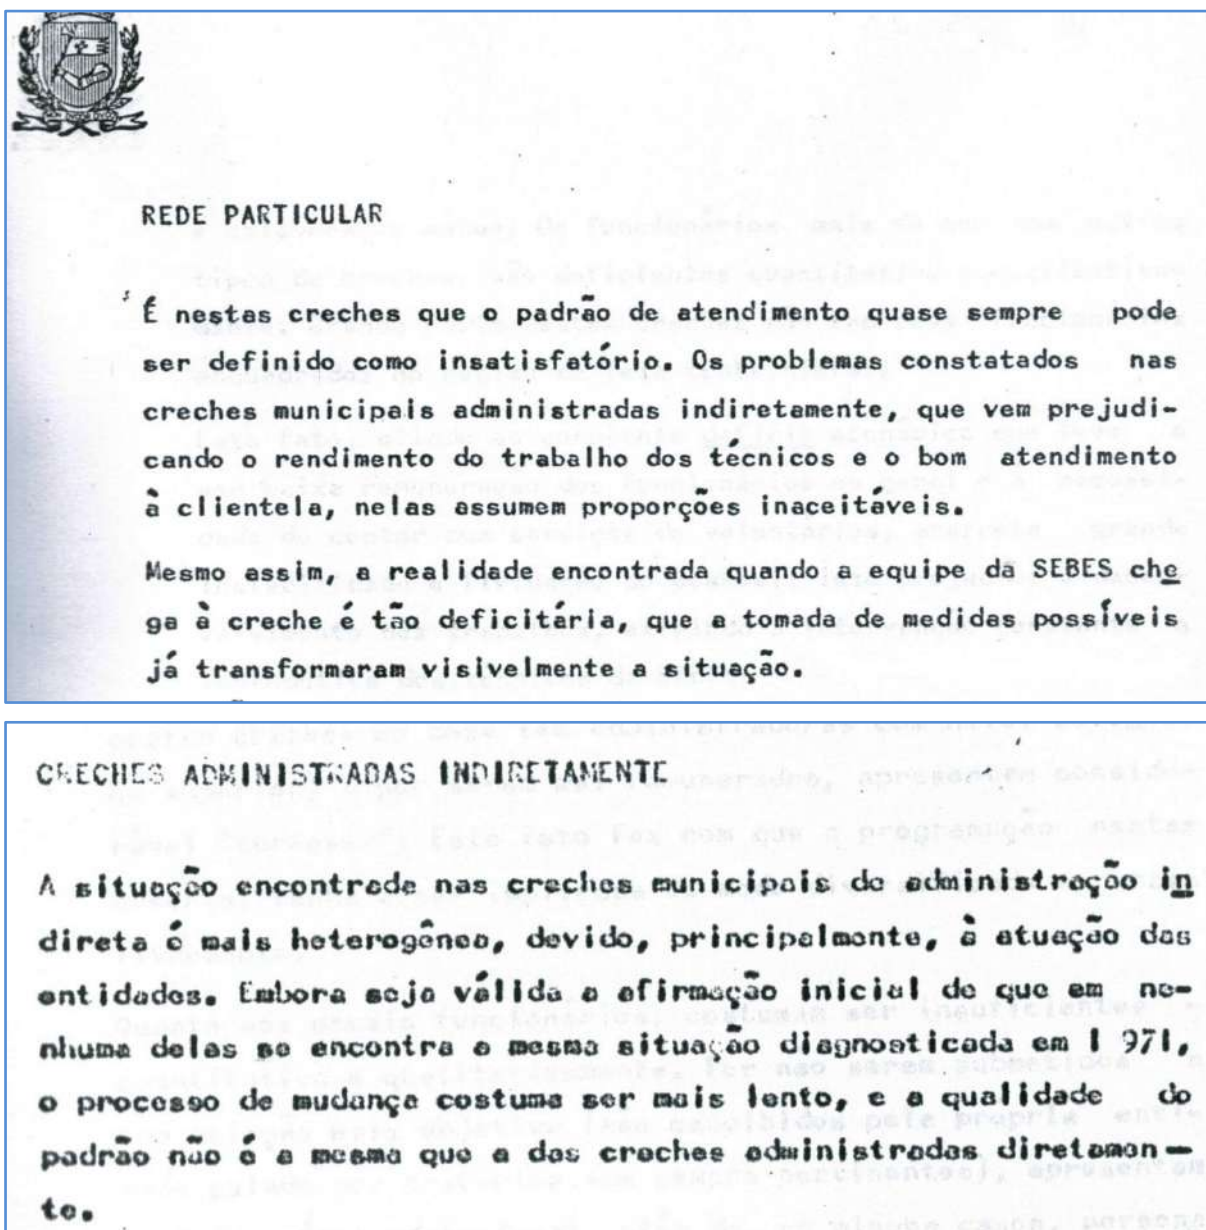 REDE PARTICULAR
É nestas creches que o padrão de atendimento quase sempre pode
ser definido como insatisfatório. Os problemas constatados nas
creches municipais administradas indiretamente, que vem prejudi-
cando o rendimento do trabalho dos técnicos e o bom atendimento
à clientela, nelas assumem proporções inaceitáveis.
Mesmo assim, a realidade encontrada quando a equipe de SEBES che
ga à creche é tão deficitária, que a tomada de medidas possíveis
já transformaram visivelmente a situação.
CRECHES ADMINISTRADAS INDIRETAMENTE
A situação encontrada nas creches municipais de administração in
direta é mais heterogênea, devido, principalmente, à atuação das
entidades. Embora seja válida a afirmação inicial de que em ne-
nhuma delas se encontra a mesma situação diagnosticada em I 971,
o processo de mudança costuma ser mais lento, e a qualidade do
padrão não é a mesma que a das creches administradas diretamen-
te.